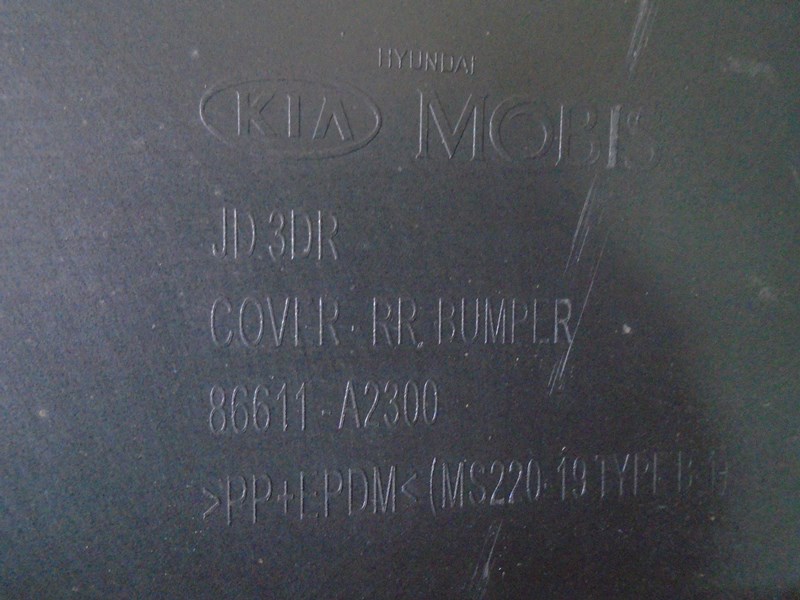 HYUNDAI
KIA MOBIS
JD 3DR
COVER - RR BUMPER
86611 - A2300
>PP+EPDM< (MS220-19 TYPE B